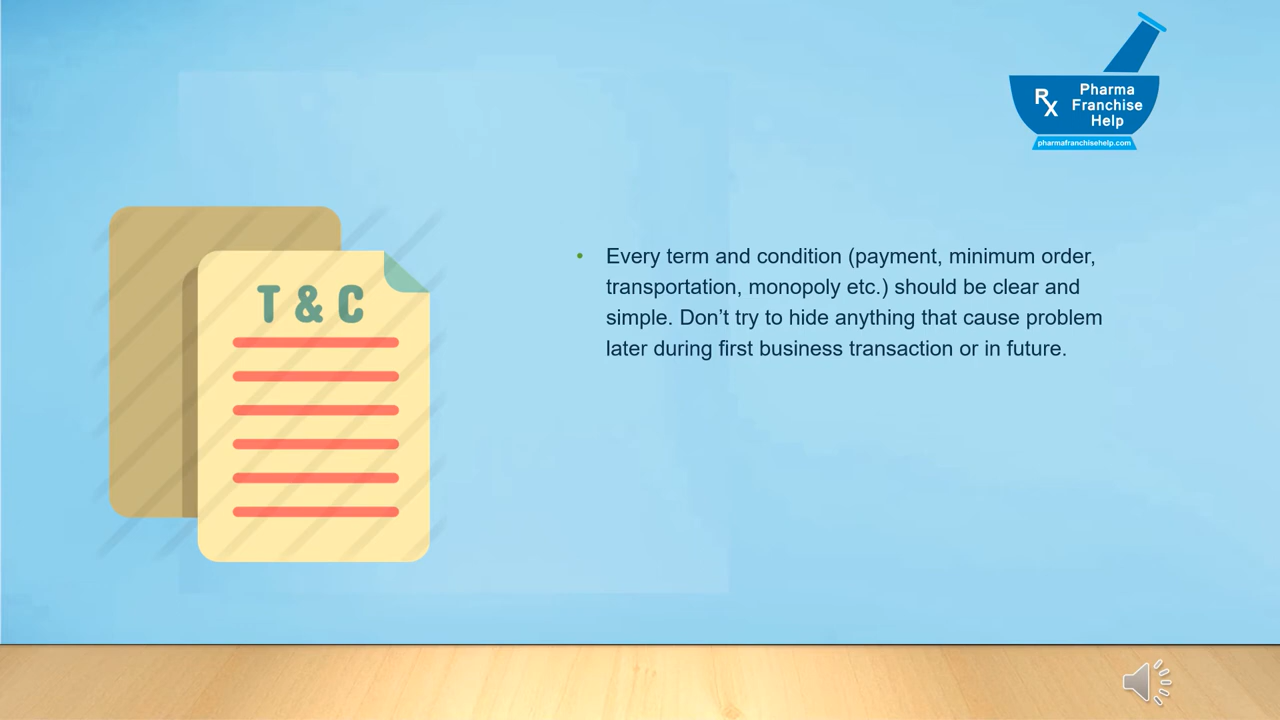 Rx
Pharma
Franchise
Help
pharmafranchisehelp.com
T & C
• Every term and condition (payment, minimum order,
transportation, monopoly etc.) should be clear and
simple. Don’t try to hide anything that cause problem
later during first business transaction or in future.